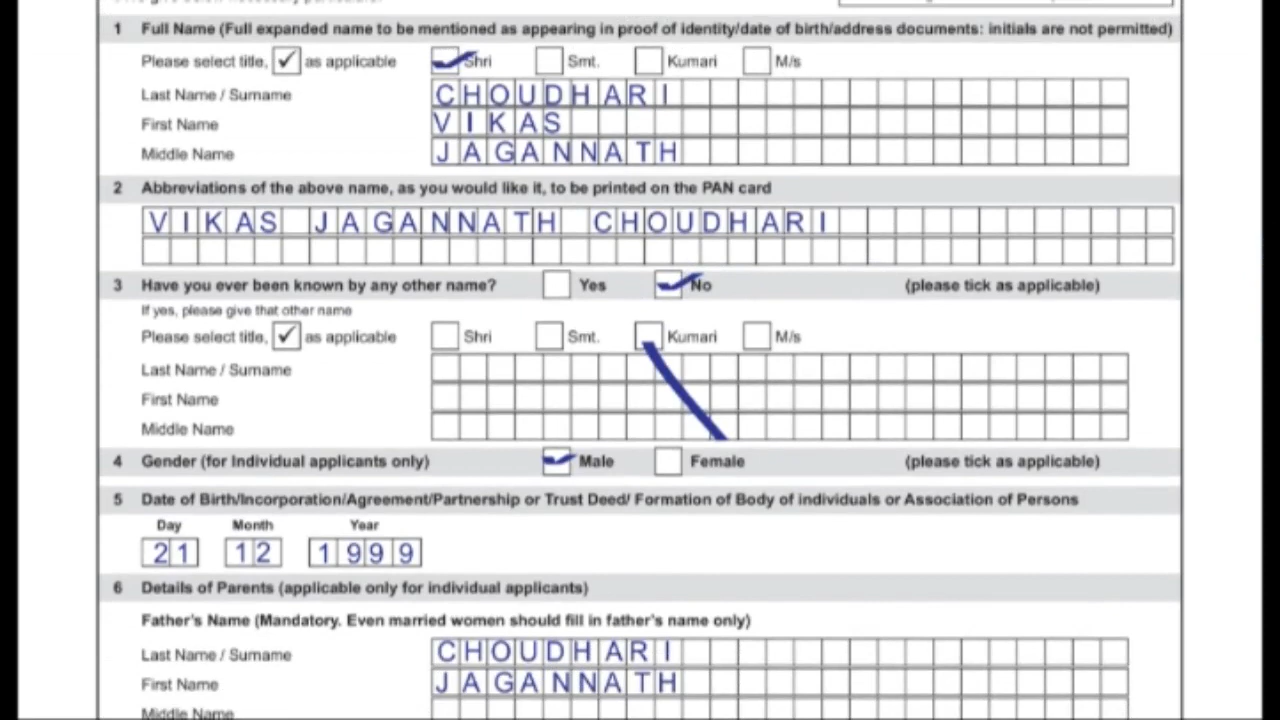 1 Full Name (Full expanded name to be mentioned as appearing in proof of identity/date of birth/address documents: initials are not permitted)
Please select title, ✓ as applicable Shri Smt. Kumari M/s
Last Name / Surname CHOUDHARI
First Name VIKAS
Middle Name JAGANNATH
2 Abbreviations of the above name, as you would like it, to be printed on the PAN card
VIKAS JAGANNATH CHOUDHARI
3 Have you ever been known by any other name? Yes No (please tick as applicable)
If yes, please give that other name
Please select title, ✓ as applicable Shri Smt. Kumari M/s
Last Name / Surname
First Name
Middle Name
4 Gender (for Individual applicants only) Male Female (please tick as applicable)
5 Date of Birth/Incorporation/Agreement/Partnership or Trust Deed/ Formation of Body of individuals or Association of Persons
Day Month Year
21 12 1999
6 Details of Parents (applicable only for individual applicants)
Father's Name (Mandatory. Even married women should fill in father's name only)
Last Name / Surname CHOUDHARI
First Name JAGANNATH
Middle Name